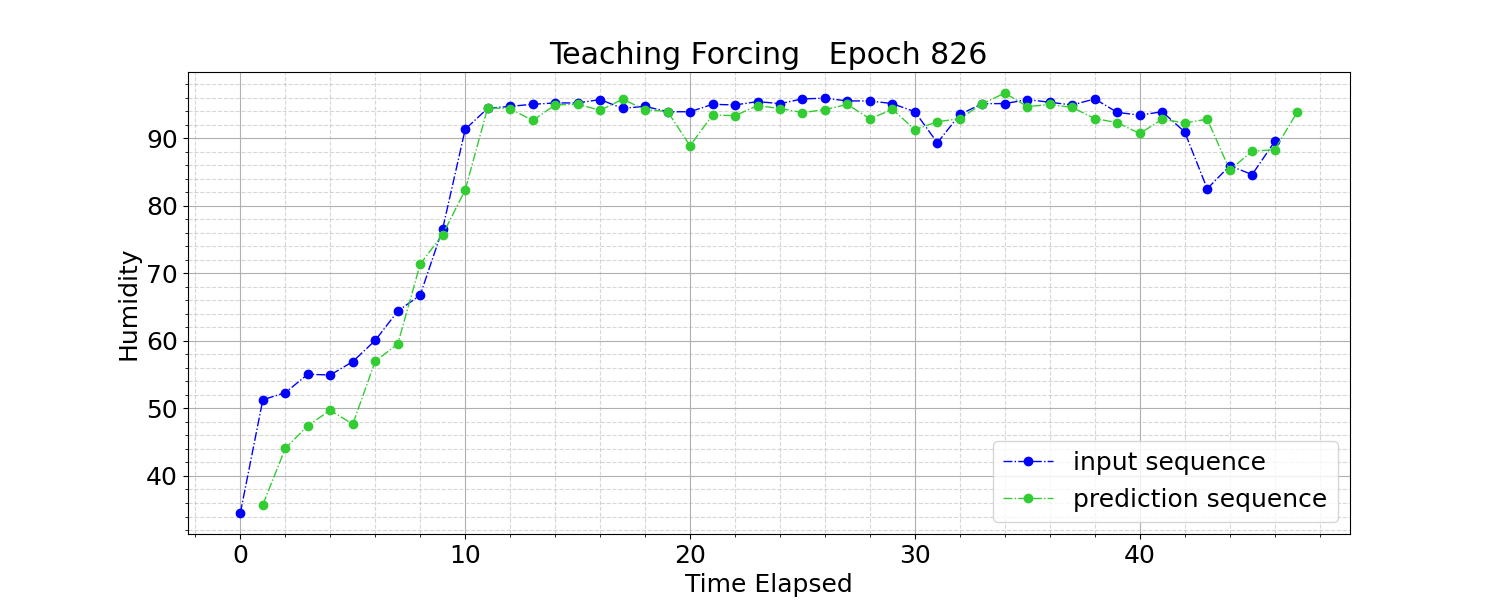 Teaching Forcing   Epoch 826
Humidity
90
80
70
60
50
40
0 10 20 30 40
Time Elapsed
input sequence
prediction sequence